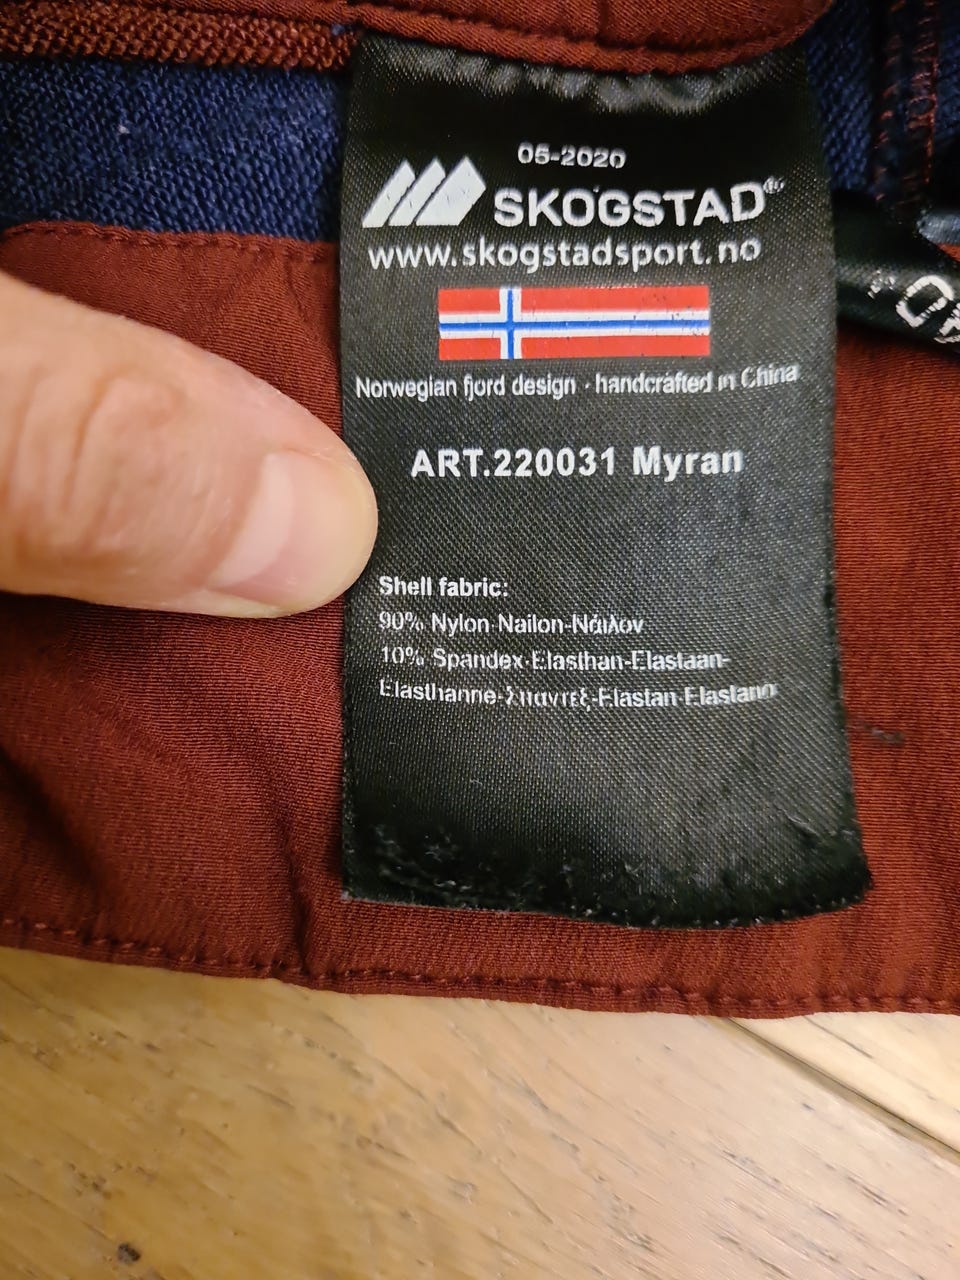 05-2020
SKOGSTAD®
www.skogstadsport.no
Norwegian fjord design · handcrafted in China
ART.220031 Myran
Shell fabric:
90% Nylon-Nailon-Νάιλον
10% Spandex-Elasthan-Elastaan-
Elasthanne-Σπαντεξ-Elastan-Elastano